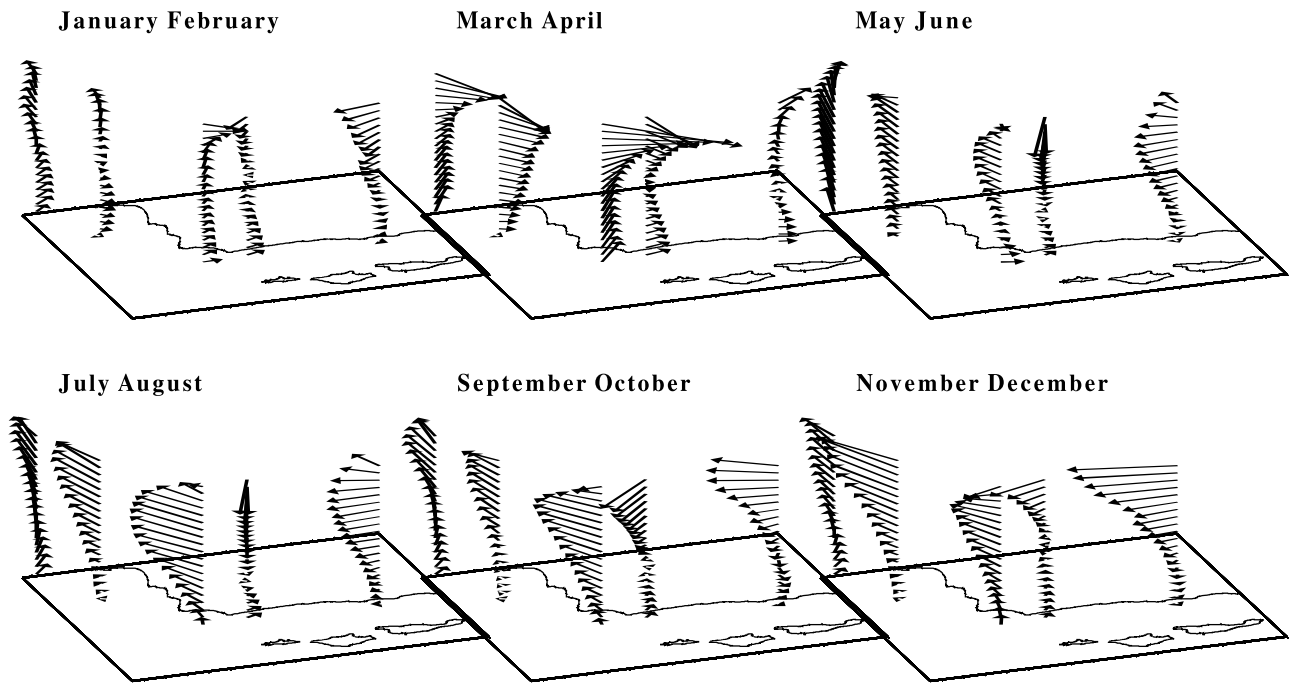 January February
March April
May June
July August
September October
November December